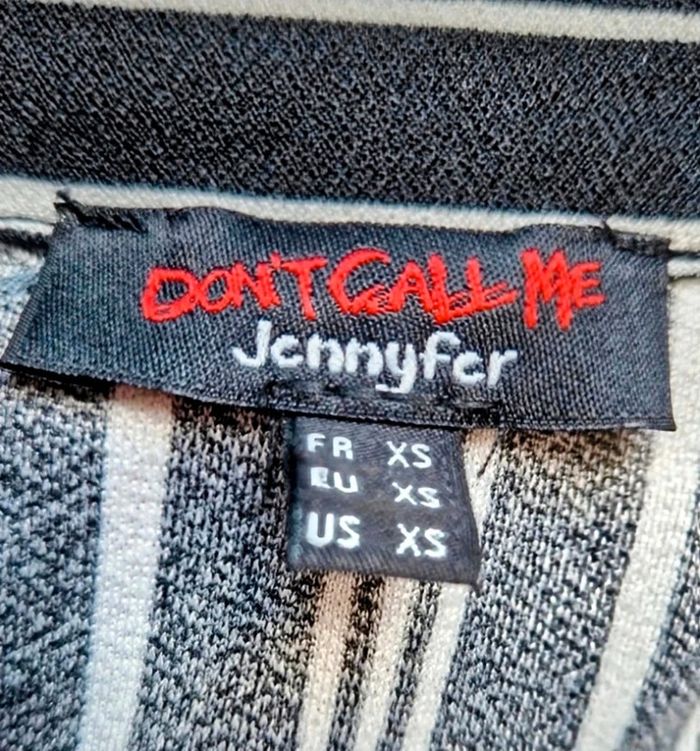 DON'T CALL ME
Jennyfer
FR XS
EU XS
US XS